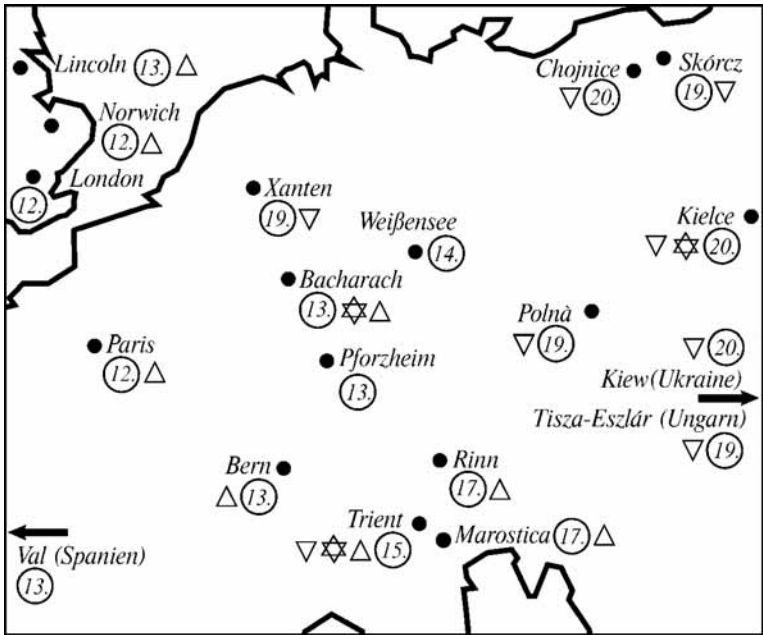 Lincoln 13.
Norwich
12.
London
12.
Chojnice
20.
Skórcz
19.
Xanten
19.
Weißensee
14.
Kielce
20.
Bacharach
13.
Polnà
19.
Paris
12.
Pforzheim
13.
20.
Kiew (Ukraine)
Tisza-Eszlár (Ungarn)
19.
Bern
13.
Rinn
17.
Trient
15.
Marostica 17.
Val (Spanien)
13.